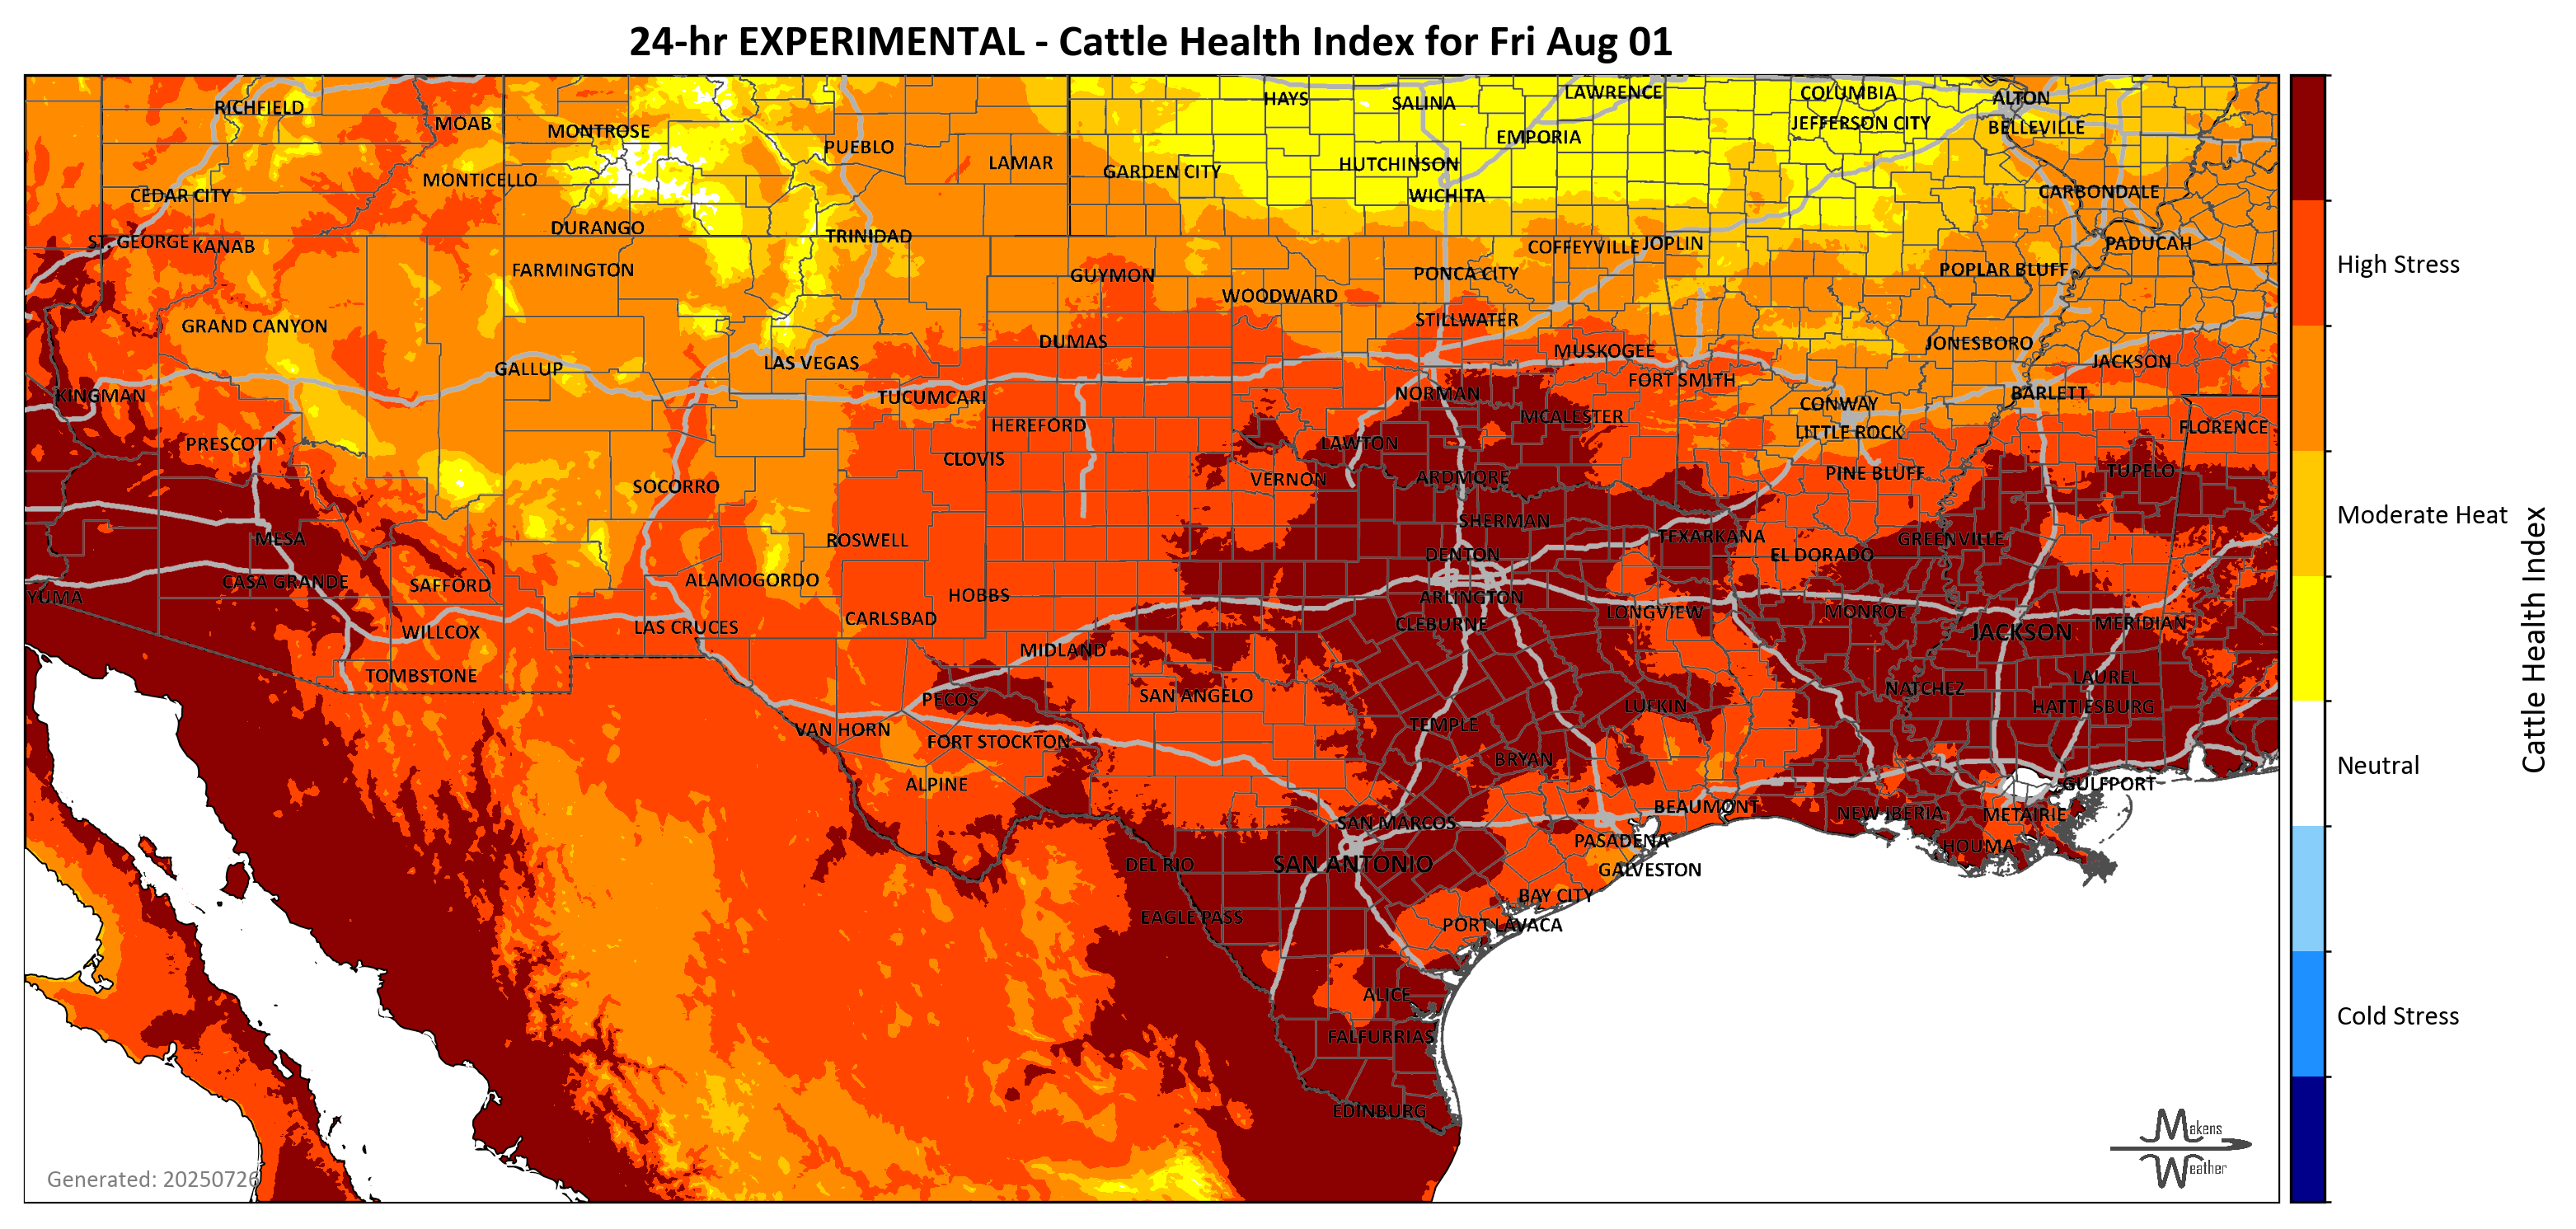 24-hr EXPERIMENTAL - Cattle Health Index for Fri Aug 01
RICHFIELD
MOAB
MONTROSE
PUEBLO
LAMAR
HAYS
SALINA
LAWRENCE
COLUMBIA
ALTON
EMPORIA
JEFFERSON CITY
BELLEVILLE
MONTICELLO
GARDEN CITY
HUTCHINSON
CEDAR CITY
WICHITA
CARBONDALE
DURANGO
TRINIDAD
ST. GEORGE
KANAB
COFFEYVILLE
JOPLIN
PADUCAH
FARMINGTON
GUYMON
PONCA CITY
POPLAR BLUFF
WOODWARD
GRAND CANYON
STILLWATER
DUMAS
MUSKOGEE
JONESBORO
GALLUP
LAS VEGAS
JACKSON
KINGMAN
TUCUMCARI
NORMAN
FORT SMITH
BARLETT
CONWAY
MCALESTER
HEREFORD
LITTLE ROCK
FLORENCE
PRESCOTT
CLOVIS
LAWTON
SOCORRO
VERNON
ARDMORE
PINE BLUFF
TUPELO
MESA
ROSWELL
SHERMAN
TEXARKANA
GREENVILLE
DENTON
EL DORADO
CASA GRANDE
SAFFORD
ALAMOGORDO
YUMA
HOBBS
ARLINGTON
LONGVIEW
MONROE
CARLSBAD
CLEBURNE
MERIDIAN
WILLCOX
LAS CRUCES
JACKSON
MIDLAND
TOMBSTONE
PECOS
SAN ANGELO
NATCHEZ
LAUREL
LUFKIN
HATTIESBURG
VAN HORN
FORT STOCKTON
TEMPLE
BRYAN
ALPINE
GULFPORT
BEAUMONT
SAN MARCOS
NEW IBERIA
METAIRIE
PASADENA
HOUMA
DEL RIO
SAN ANTONIO
GALVESTON
BAY CITY
EAGLE PASS
PORT LAVACA
ALICE
FALFURRIAS
EDINBURG
Generated: 20250726
Makens
Weather
High Stress
Moderate Heat
Neutral
Cold Stress
Cattle Health Index